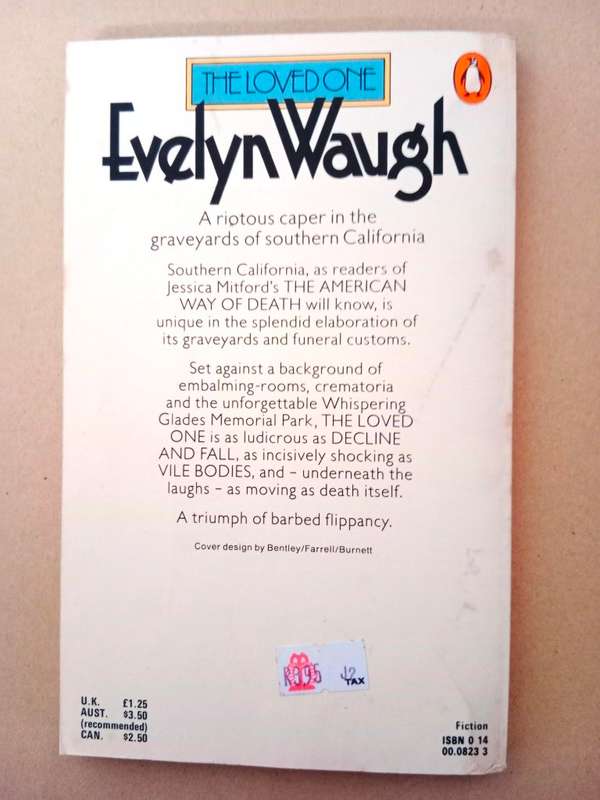 THE LOVED ONE
Evelyn Waugh
A riotous caper in the
graveyards of southern California
Southern California, as readers of
Jessica Mitford's THE AMERICAN
WAY OF DEATH will know, is
unique in the splendid elaboration of
its graveyards and funeral customs.
Set against a background of
embalming-rooms, crematoria
and the unforgettable Whispering
Glades Memorial Park, THE LOVED
ONE is as ludicrous as DECLINE
AND FALL, as incisively shocking as
VILE BODIES, and – underneath the
laughs – as moving as death itself.
A triumph of barbed flippancy.
Cover design by Bentley/Farrell/Burnett
TAX
U.K. £1.25
AUST. $3.50
(recommended)
CAN. $2.50
Fiction
ISBN 0 14
00.0823 3